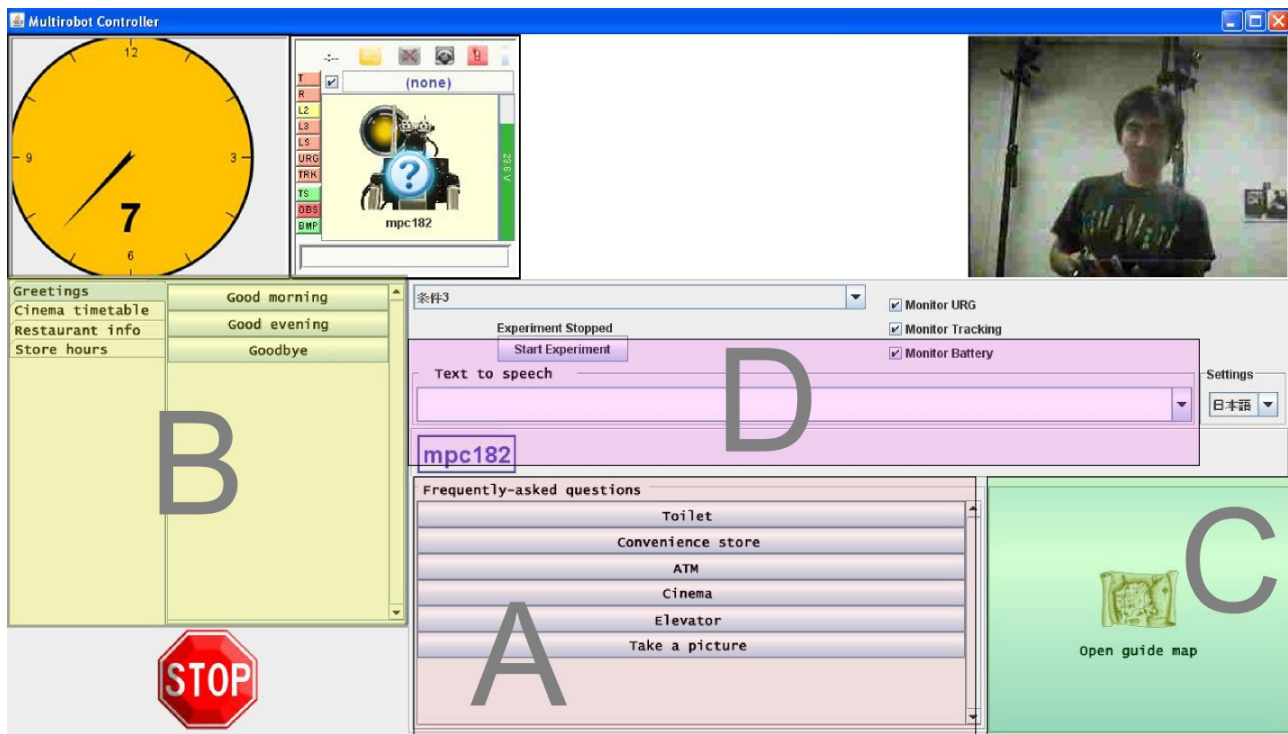 Multirobot Controller
12
3
9
7
6
-:--
(none)
T
R
L2
L3
LS
URG
TRK
TS
OBS
BMP
23.6 V
mpc182
Greetings
Cinema timetable
Restaurant info
Store hours
Good morning
Good evening
Goodbye
B
STOP
条件3
Experiment Stopped
Start Experiment
Monitor URG
Monitor Tracking
Monitor Battery
Text to speech
D
Settings
日本語
mpc182
Frequently-asked questions
Toilet
Convenience store
ATM
Cinema
Elevator
Take a picture
A
C
Open guide map